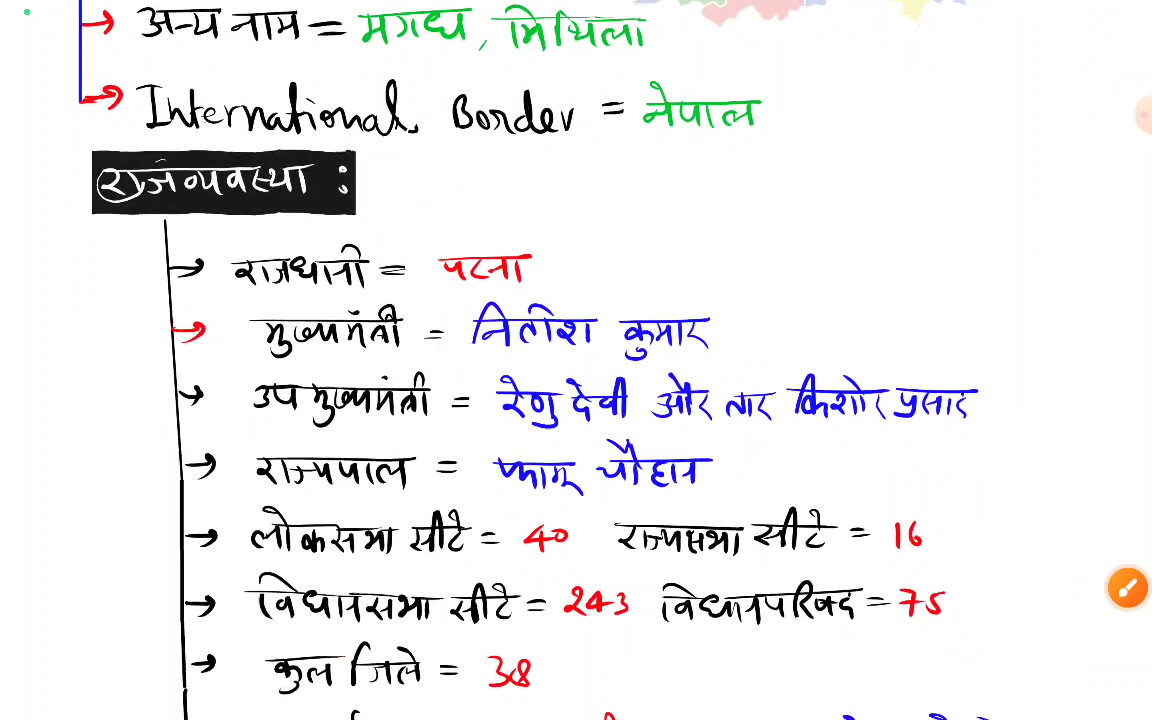 अन्य नाम = मगध, मिथिला
International Border = नेपाल
राजव्यवस्था :
राजधानी = पटना
मुख्यमंत्री = नितीश कुमार
उप मुख्यमंत्री = रेणु देवी और तार किशोर प्रसाद
राज्यपाल = फागू चौहान
लोकसभा सीटे = 40 राज्यसभा सीटे = 16
विधानसभा सीटे = 243 विधानपरिषद = 75
कुल जिले = 38